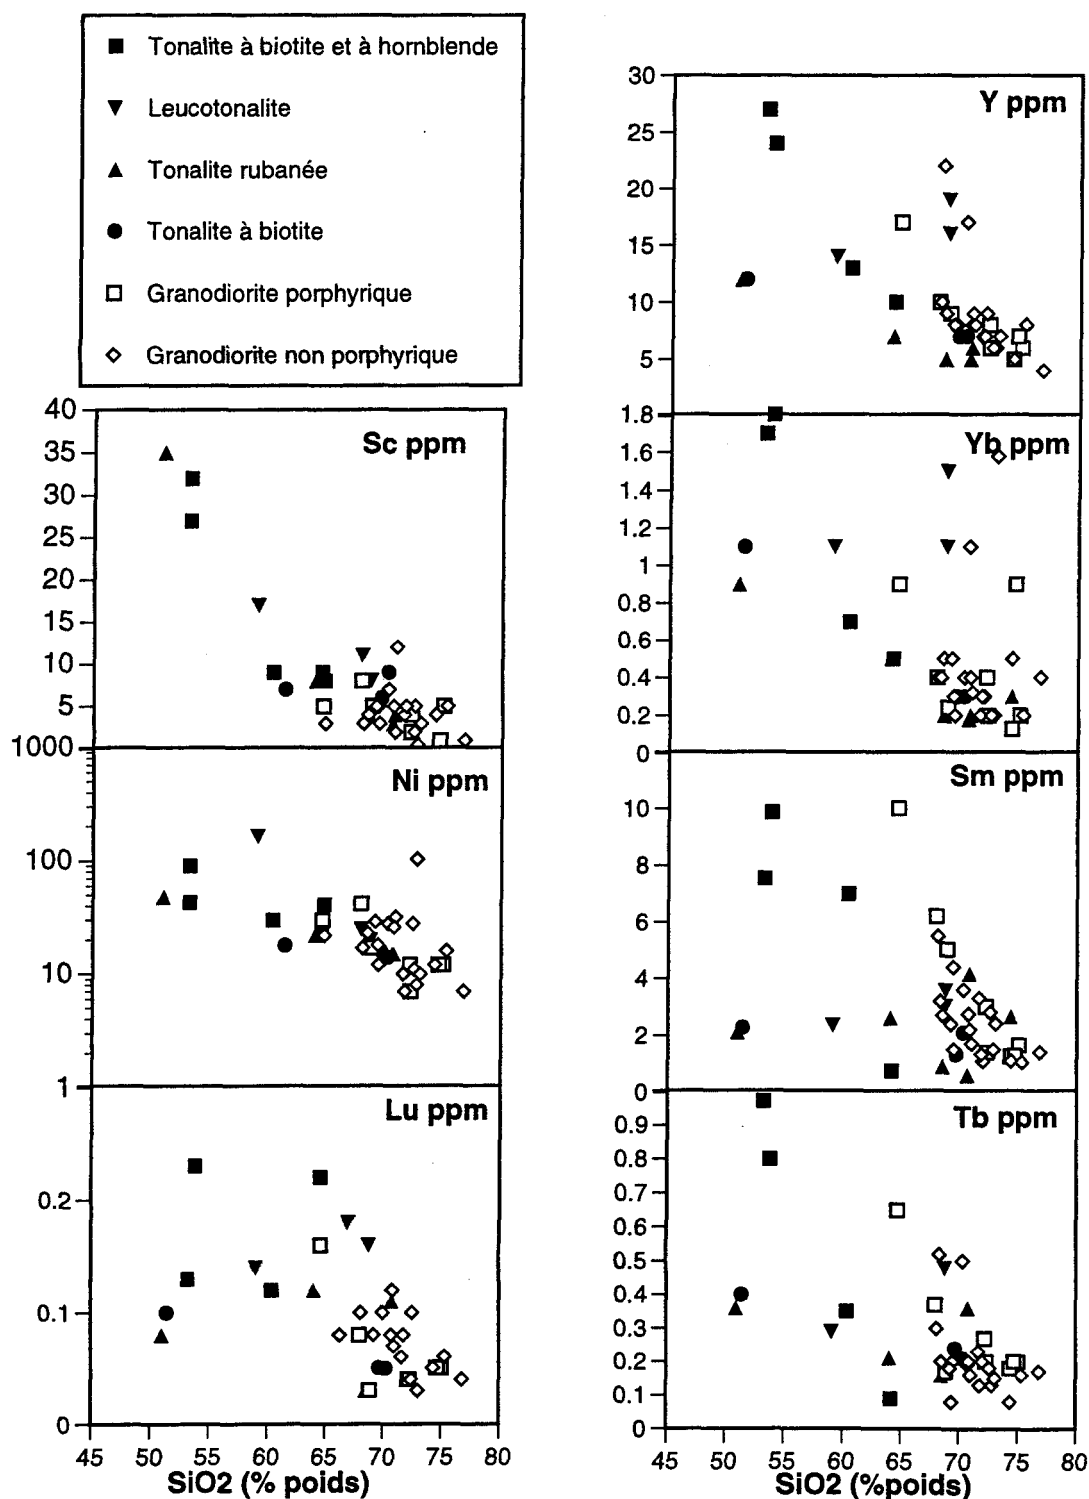 Tonalite à biotite et à hornblende
Leucotonalite
Tonalite rubanée
Tonalite à biotite
Granodiorite porphyrique
Granodiorite non porphyrique
Sc ppm
40
35
30
25
20
15
10
5
Ni ppm
1000
100
10
1
Lu ppm
0.2
0.1
0
45 50 55 60 65 70 75 80
SiO2 (% poids)
Y ppm
30
25
20
15
10
5
Yb ppm
1.8
1.6
1.4
1.2
1
0.8
0.6
0.4
0.2
0
Sm ppm
10
8
6
4
2
0
Tb ppm
0.9
0.8
0.7
0.6
0.5
0.4
0.3
0.2
0.1
0
45 50 55 60 65 70 75 80
SiO2 (%poids)